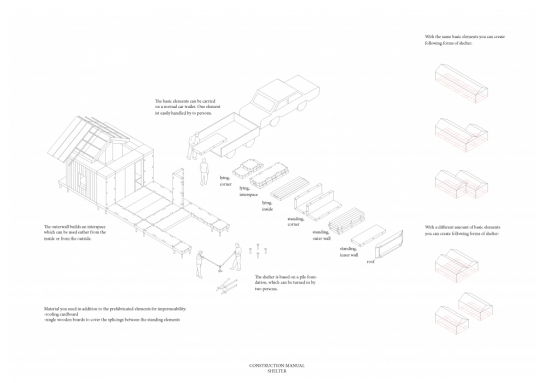 With the same basic elements you can create
following forms of shelter:
The basic elements can be carried
on a normal car trailer. One element
ist easily handled by to persons.
lying,
corner
lying,
interspace
lying,
inside
standing,
corner
standing,
outer wall
standing,
inner wall
roof
The outerwall builds an interspace
which can be used either from the
inside or from the outside.
With a different amount of basic elements
you can create following forms of shelter:
The shelter is based on a pile foun-
dation, which can be turned in by
two persons.
Material you need in addition to the prefabricated elements for impermeability:
-roofing cardboard
-single wooden boards to cover the splicings between the standing elements
CONSTRUCTION MANUAL
SHELTER